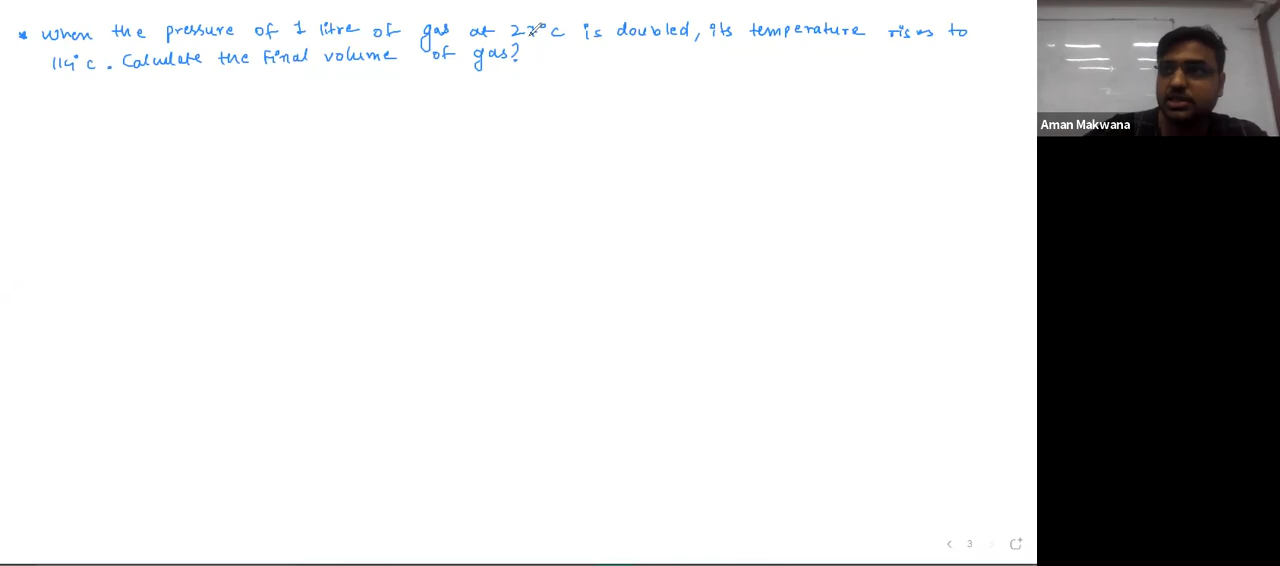 * When the pressure of 1 litre of gas at 27°C is doubled, its temperature rises to
114°C. Calculate the final volume of gas?
Aman Makwana
< 3